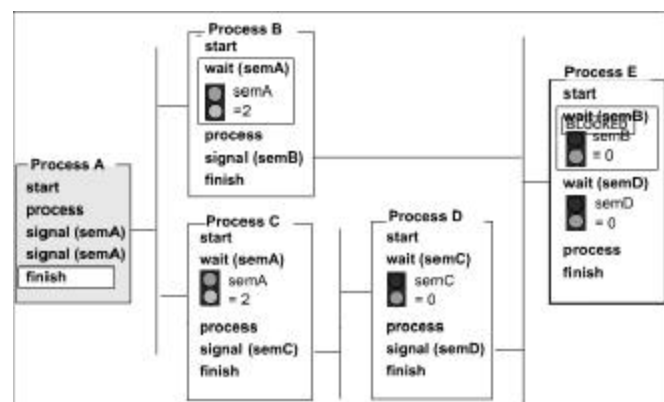 Process A
start
process
signal (semA)
signal (semA)
finish
Process B
start
wait (semA)
semA
=2
process
signal (semB)
finish
Process C
start
wait (semA)
semA
= 2
process
signal (semC)
finish
Process D
start
wait (semC)
semC
= 0
process
signal (semD)
finish
Process E
start
wait (semB)
BLOCKED
semB
= 0
wait (semD)
semD
= 0
process
finish